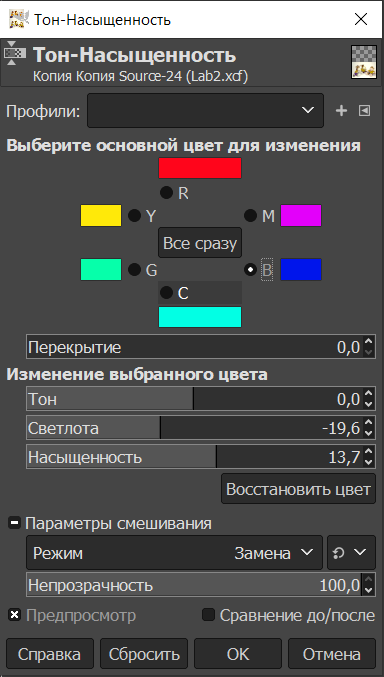 Тон-Насыщенность
Тон-Насыщенность
Копия Копия Source-24 (Lab2.xcf)
Профили:
Выберите основной цвет для изменения
R
Y
M
Все сразу
G
B
C
Перекрытие 0,0
Изменение выбранного цвета
Тон 0,0
Светлота -19,6
Насыщенность 13,7
Восстановить цвет
Параметры смешивания
Режим Замена
Непрозрачность 100,0
Предпросмотр Сравнение до/после
Справка Сбросить OK Отмена